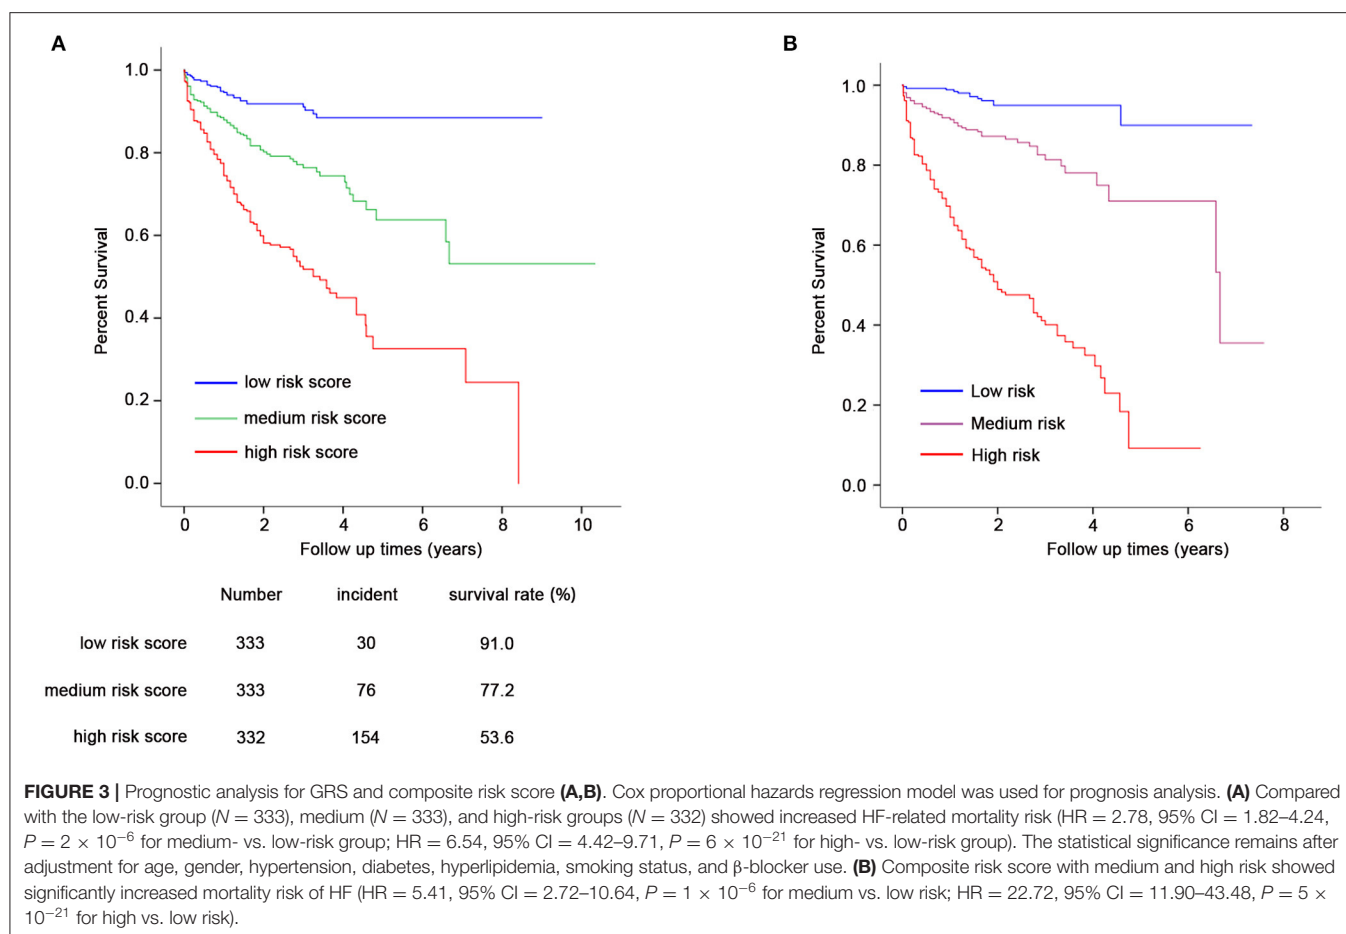 A
1.0
0.8
0.6
0.4
0.2
0.0
Percent Survival
low risk score
medium risk score
high risk score
0 2 4 6 8 10
Follow up times (years)
B
1.0
0.8
0.6
0.4
0.2
0.0
Percent Survival
Low risk
Medium risk
High risk
0 2 4 6 8
Follow up times (years)
Number incident survival rate (%)
low risk score 333 30 91.0
medium risk score 333 76 77.2
high risk score 332 154 53.6
FIGURE 3 | Prognostic analysis for GRS and composite risk score (A,B). Cox proportional hazards regression model was used for prognosis analysis. (A) Compared
with the low-risk group (N = 333), medium (N = 333), and high-risk groups (N = 332) showed increased HF-related mortality risk (HR = 2.78, 95% CI = 1.82–4.24,
P = 2 × 10⁻⁶ for medium- vs. low-risk group; HR = 6.54, 95% CI = 4.42–9.71, P = 6 × 10⁻²¹ for high- vs. low-risk group). The statistical significance remains after
adjustment for age, gender, hypertension, diabetes, hyperlipidemia, smoking status, and β-blocker use. (B) Composite risk score with medium and high risk showed
significantly increased mortality risk of HF (HR = 5.41, 95% CI = 2.72–10.64, P = 1 × 10⁻⁶ for medium vs. low risk; HR = 22.72, 95% CI = 11.90–43.48, P = 5 ×
10⁻²¹ for high vs. low risk).